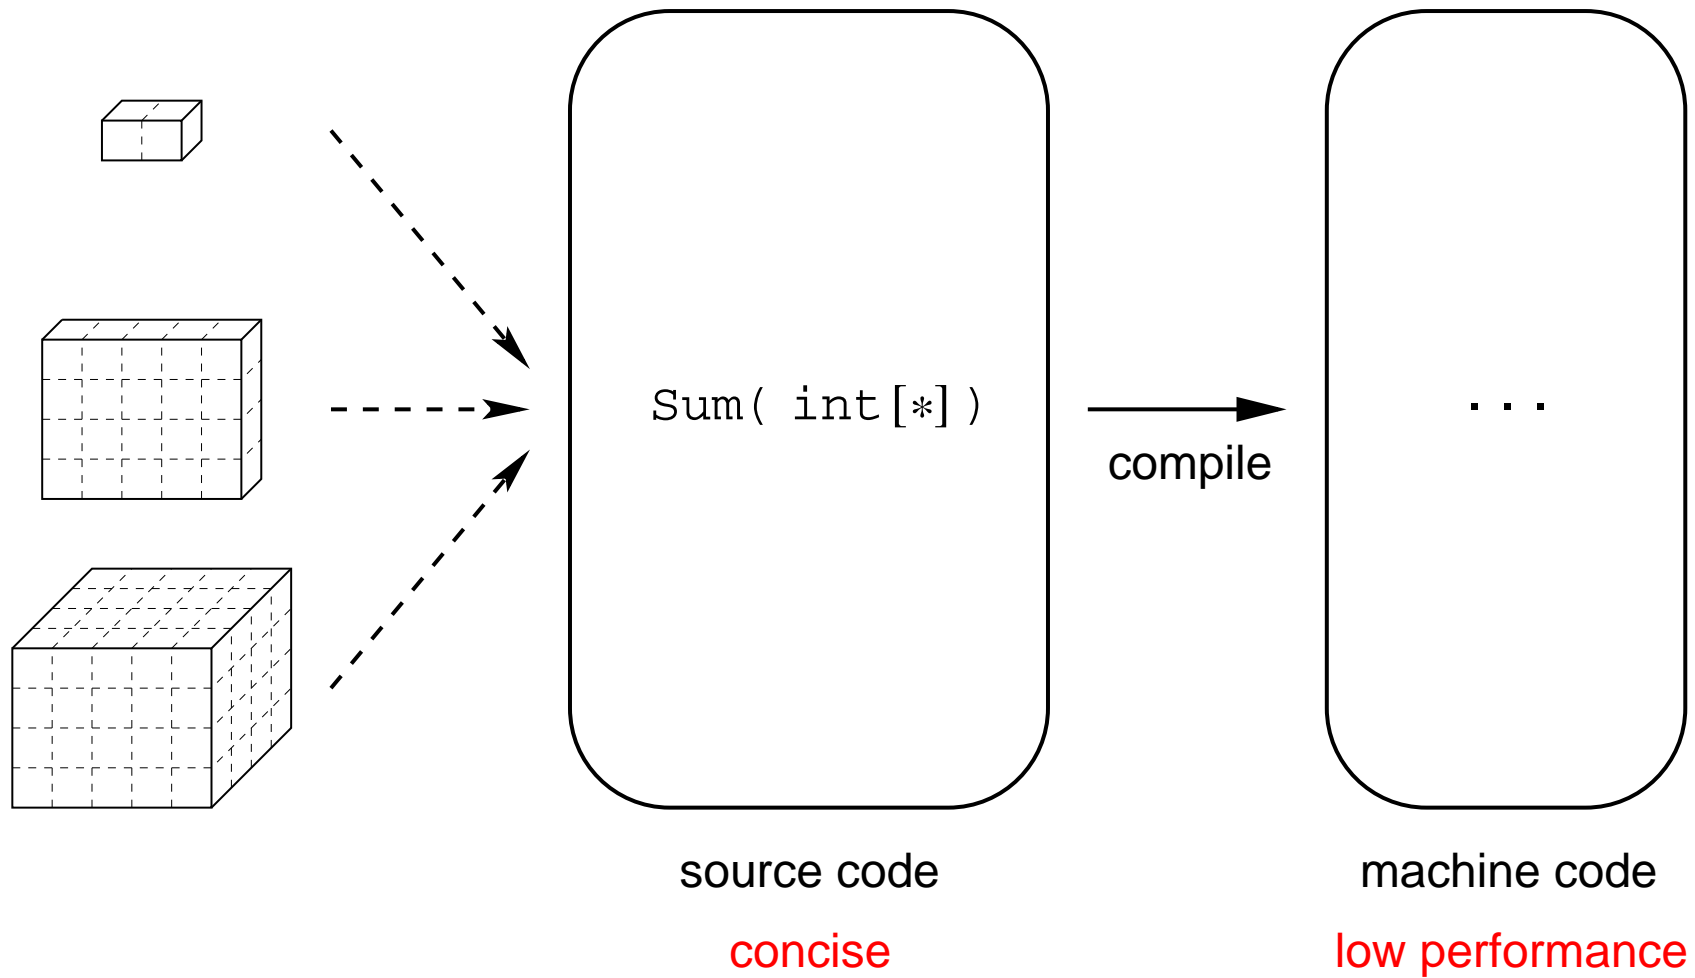 Sum( int[*])
. . .
compile
source code
machine code
concise
low performance